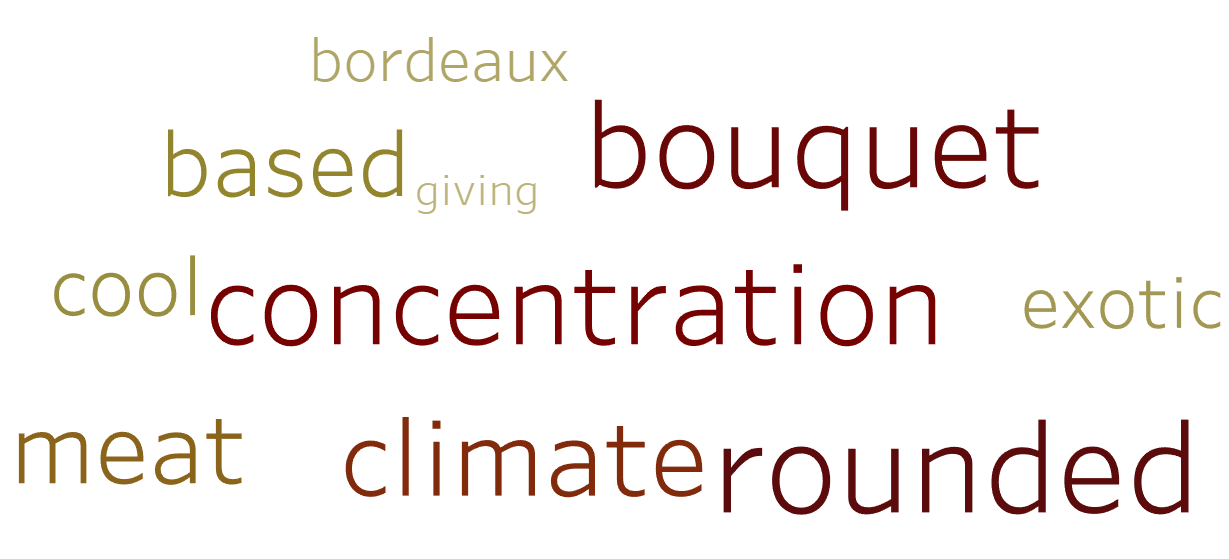 bordeaux
based giving bouquet
cool concentration exotic
meat climate rounded